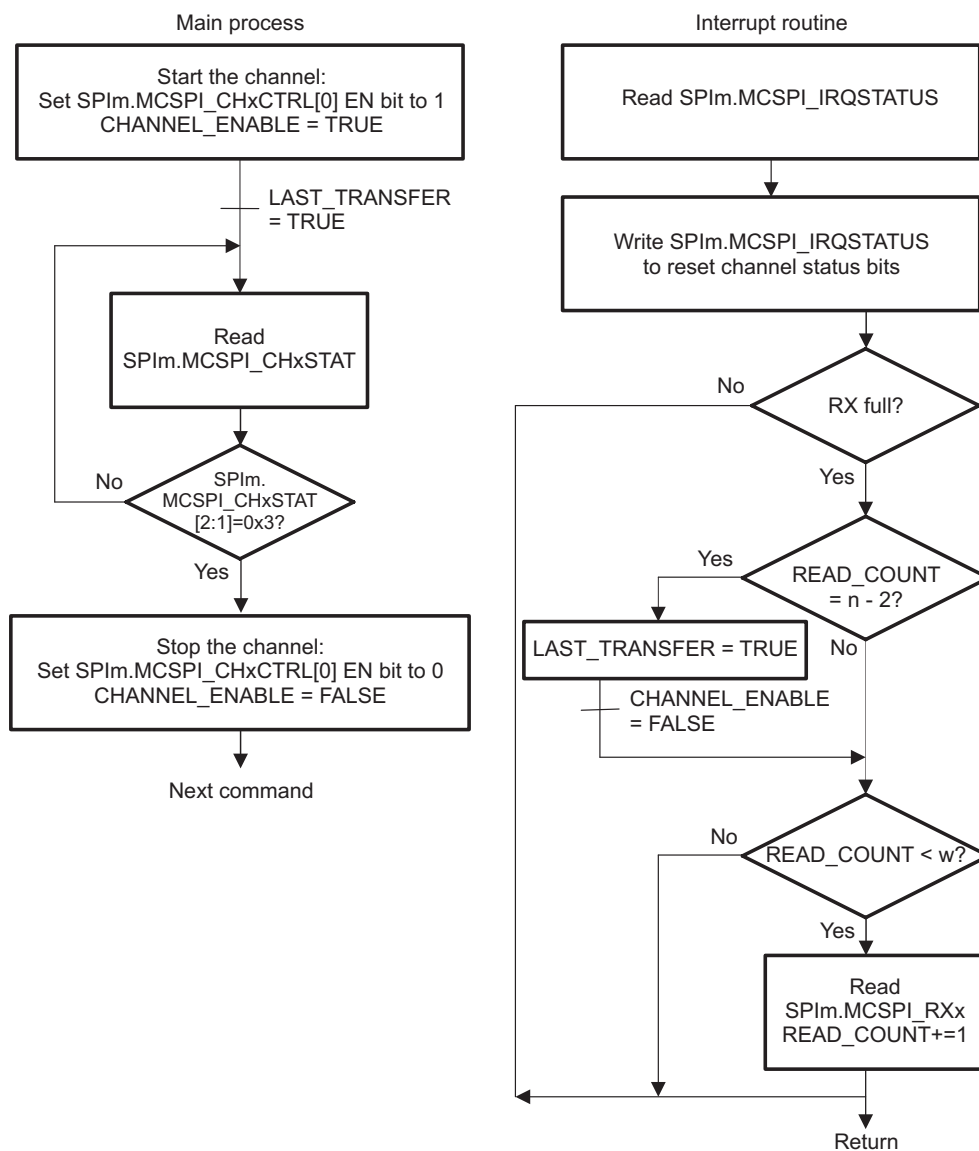 Main process
Start the channel:
Set SPIm.MCSPI_CHxCTRL[0] EN bit to 1
CHANNEL_ENABLE = TRUE
LAST_TRANSFER
= TRUE
Read
SPIm.MCSPI_CHxSTAT
No
SPIm.
MCSPI_CHxSTAT
[2:1]=0x3?
Yes
Stop the channel:
Set SPIm.MCSPI_CHxCTRL[0] EN bit to 0
CHANNEL_ENABLE = FALSE
Next command
Interrupt routine
Read SPIm.MCSPI_IRQSTATUS
Write SPIm.MCSPI_IRQSTATUS
to reset channel status bits
No
RX full?
Yes
Yes
READ_COUNT
= n - 2?
LAST_TRANSFER = TRUE
No
CHANNEL_ENABLE
= FALSE
No
READ_COUNT < w?
Yes
Read
SPIm.MCSPI_RXx
READ_COUNT+=1
Return